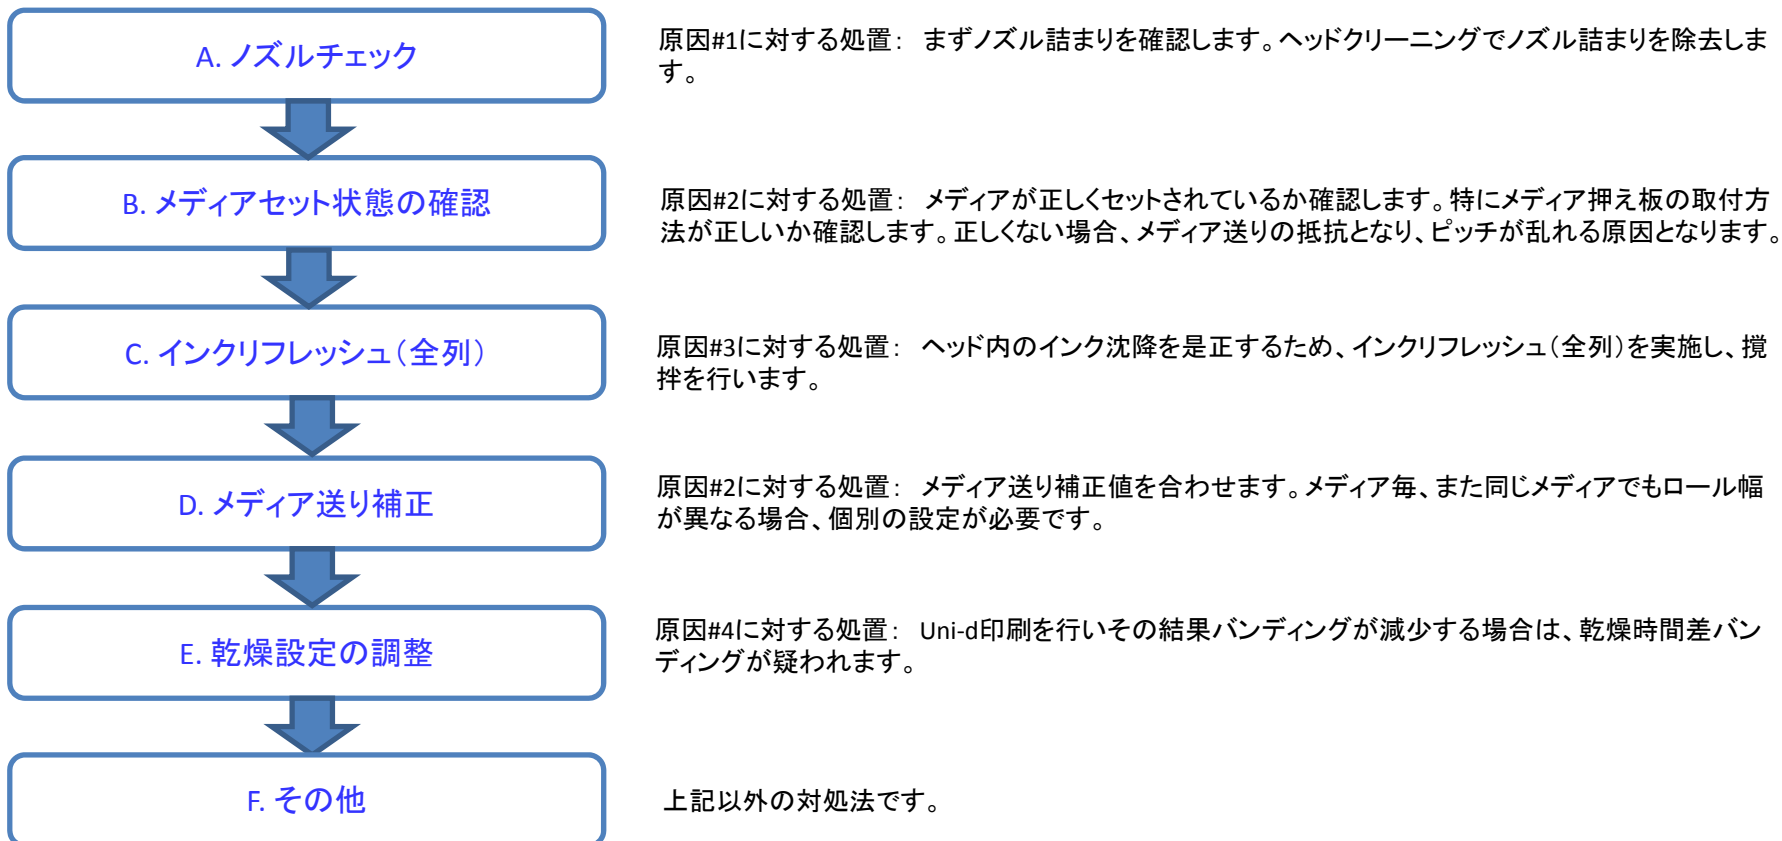 A. ノズルチェック
原因#1に対する処置： まずノズル詰まりを確認します。ヘッドクリーニングでノズル詰まりを除去しま
す。
B. メディアセット状態の確認
原因#2に対する処置： メディアが正しくセットされているか確認します。特にメディア押え板の取付方
法が正しいか確認します。正しくない場合、メディア送りの抵抗となり、ピッチが乱れる原因となります。
C. インクリフレッシュ（全列）
原因#3に対する処置： ヘッド内のインク沈降を是正するため、インクリフレッシュ（全列）を実施し、撹
拌を行います。
D. メディア送り補正
原因#2に対する処置： メディア送り補正値を合わせます。メディア毎、また同じメディアでもロール幅
が異なる場合、個別の設定が必要です。
E. 乾燥設定の調整
原因#4に対する処置： Uni-d印刷を行いその結果バンディングが減少する場合は、乾燥時間差バン
ディングが疑われます。
F. その他
上記以外の対処法です。